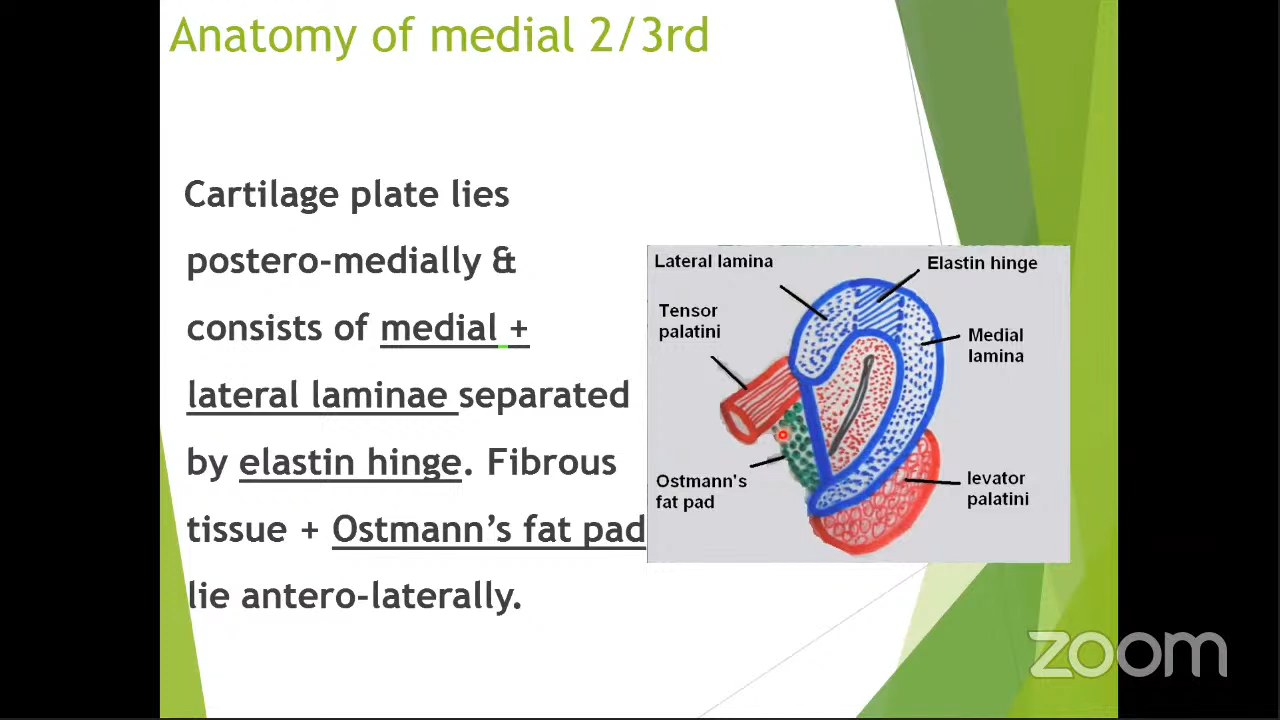 Anatomy of medial 2/3rd
Cartilage plate lies
postero-medially &
consists of medial +
lateral laminae separated
by elastin hinge. Fibrous
tissue + Ostmann's fat pad
lie antero-laterally.
Lateral lamina
Elastin hinge
Tensor
palatini
Medial
lamina
Ostmann's
fat pad
levator
palatini
zoom